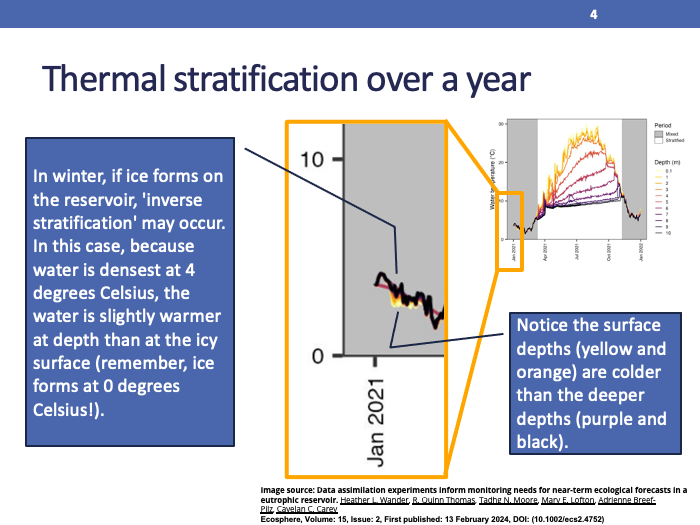 4
Thermal stratification over a year
In winter, if ice forms on
the reservoir, 'inverse
stratification' may occur.
In this case, because
water is densest at 4
degrees Celsius, the
water is slightly warmer
at depth than at the icy
surface (remember, ice
forms at 0 degrees
Celsius!).
10
0
Jan 2021
Water temperature (°C)
30
20
10
0
Jan 2021
Apr 2021
Jul 2021
Oct 2021
Jan 2022
Period
Mixed
Stratified
Depth (m)
0.1
1
2
3
4
5
6
7
8
9
10
Notice the surface
depths (yellow and
orange) are colder
than the deeper
depths (purple and
black).
Image source: Data assimilation experiments inform monitoring needs for near-term ecological forecasts in a
eutrophic reservoir. Heather L. Wander, R. Quinn Thomas, Tadhg N. Moore, Mary E. Lofton, Adrienne Breef-
Pilz, Cayelan C. Carey
Ecosphere, Volume: 15, Issue: 2, First published: 13 February 2024, DOI: (10.1002/ecs2.4752)